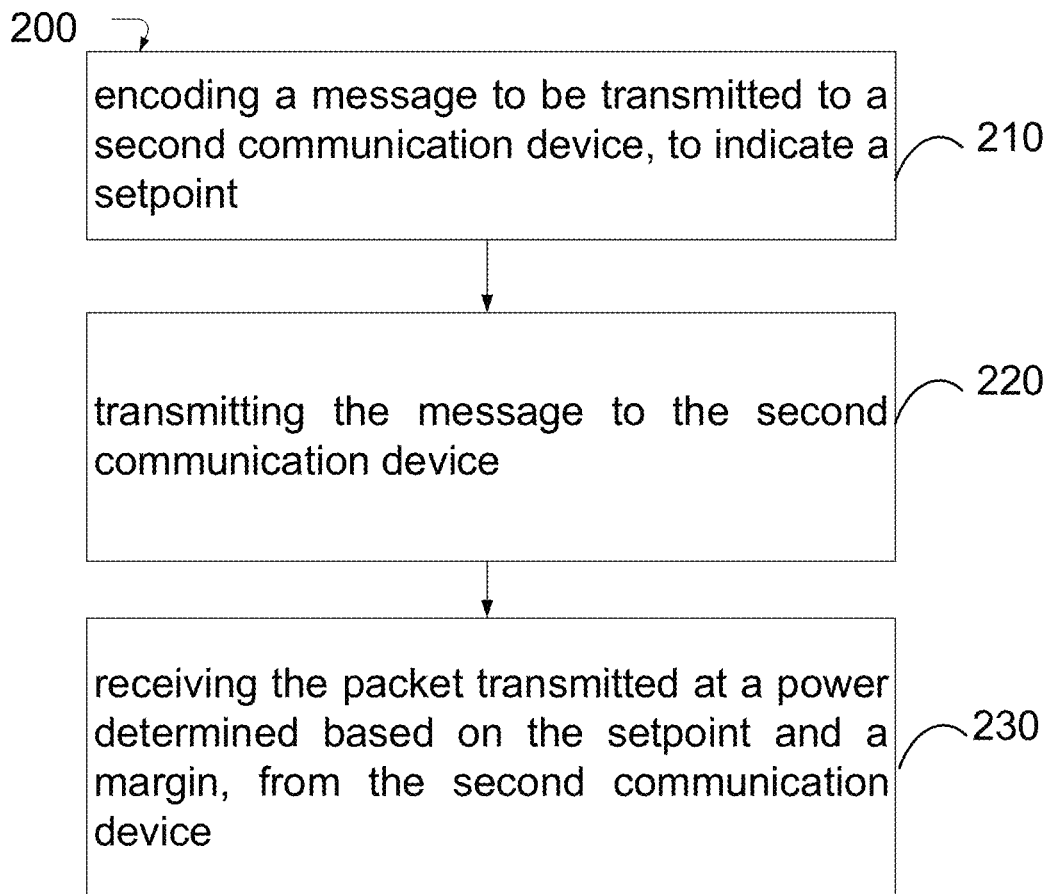 200
encoding a message to be transmitted to a
second communication device, to indicate a
setpoint
210
transmitting the message to the second
communication device
220
receiving the packet transmitted at a power
determined based on the setpoint and a
margin, from the second communication
device
230